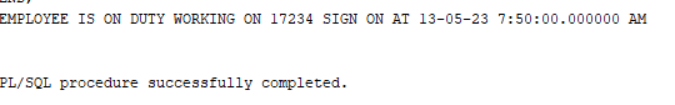 EMPLOYEE IS ON DUTY WORKING ON 17234 SIGN ON AT 13-05-23 7:50:00.000000 AM
PL/SQL procedure successfully completed.